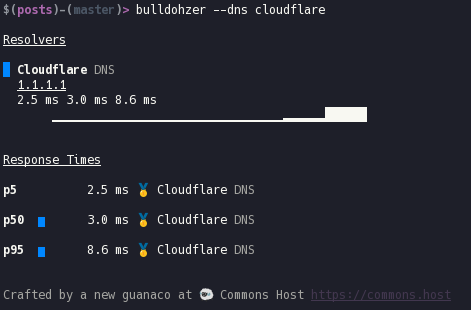 $(posts)-(master)> bulldohzer --dns cloudflare
Resolvers
Cloudflare DNS
1.1.1.1
2.5 ms 3.0 ms 8.6 ms
Response Times
p5 2.5 ms 🏅 Cloudflare DNS
p50 3.0 ms 🏅 Cloudflare DNS
p95 8.6 ms 🏅 Cloudflare DNS
Crafted by a new guanaco at Commons Host https://commons.host